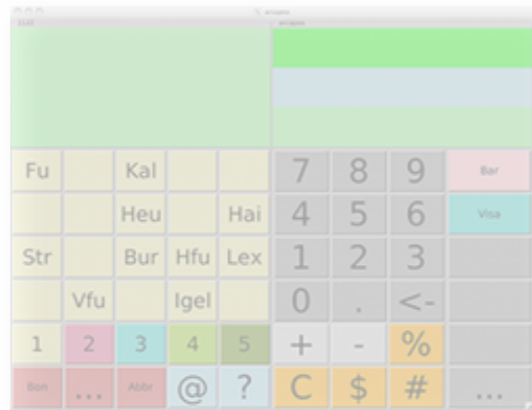 Fu Kal 7 8 9 Bar
Heu Hai 4 5 6 Visa
Str Bur Hfu Lex 1 2 3
Vfu Igel 0 . <-
1 2 3 4 5 + - %
Bon ... Abbr @ ? C $ # ...